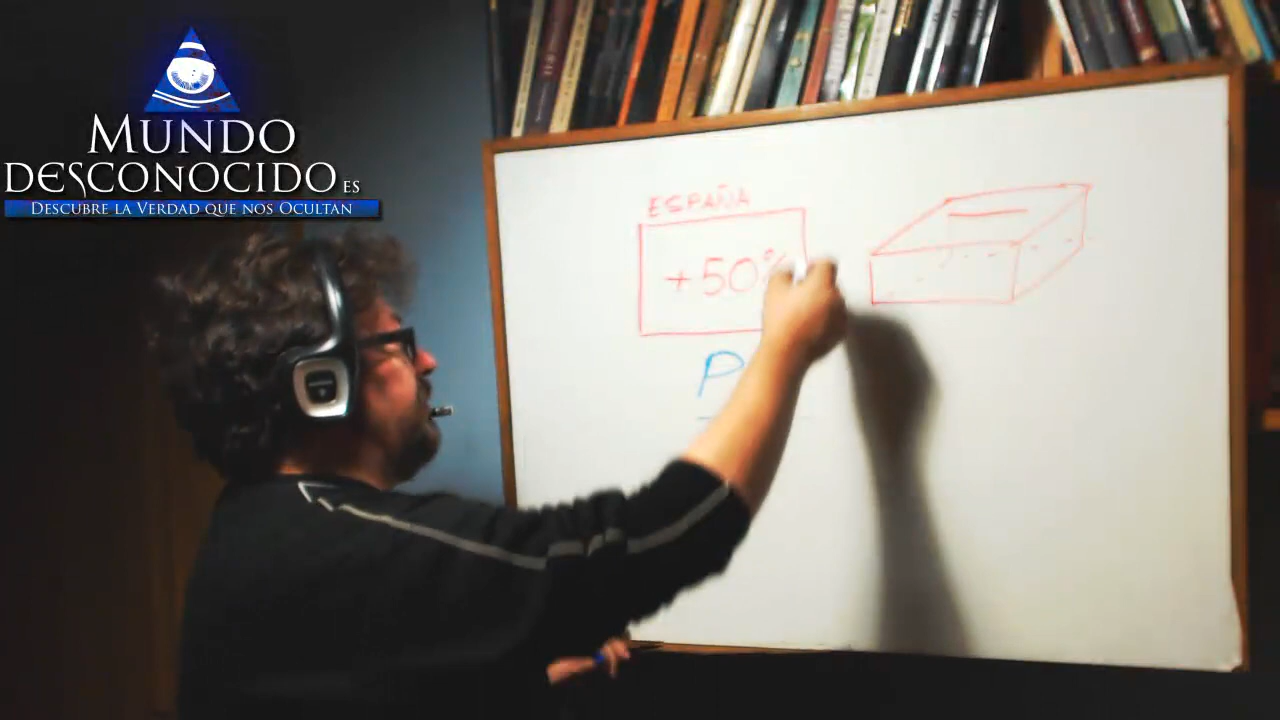 MUNDO
DESCONOCIDO.ES
DESCUBRE LA VERDAD QUE NOS OCULTAN
ESPAÑA
+50%
P